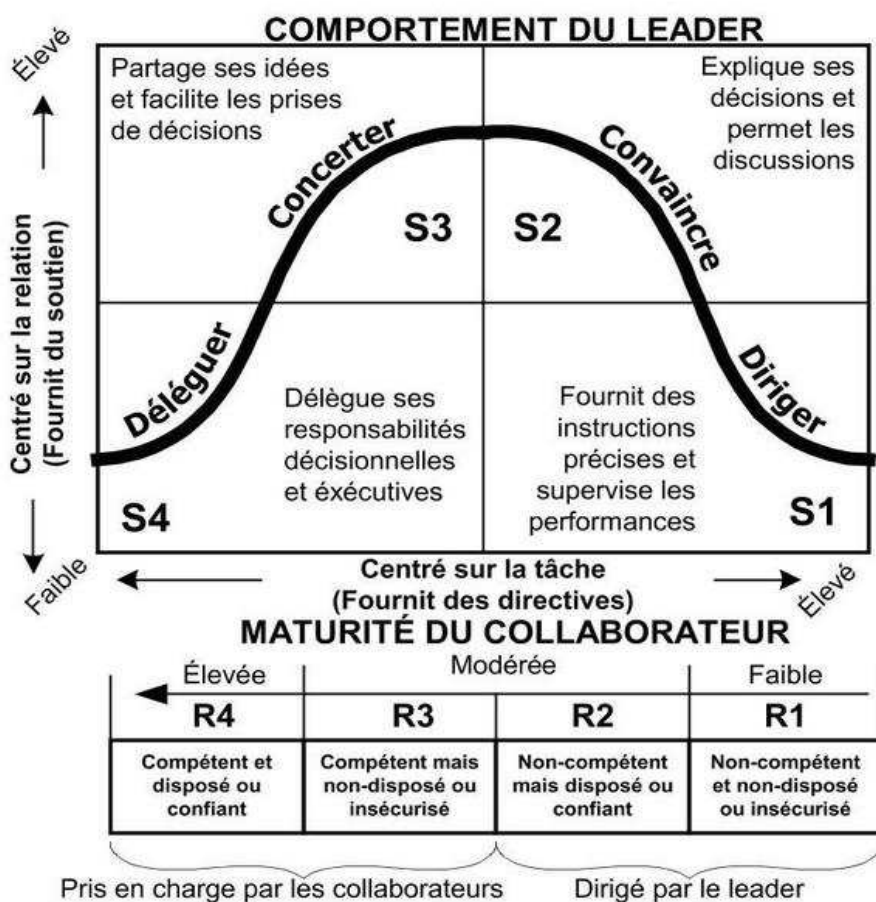 COMPORTEMENT DU LEADER
Élevé
Partage ses idées
et facilite les prises
de décisions
Explique ses
décisions et
permet les
discussions
Concerter
Convaincre
S3
S2
Centré sur la relation
(Fournit du soutien)
Déléguer
Diriger
Délègue ses
responsabilités
décisionnelles
et éxécutives
Fournit des
instructions
précises et
supervise les
performances
S4
S1
Faible
Centré sur la tâche
(Fournit des directives)
Élevé
MATURITÉ DU COLLABORATEUR
Élevée
Modérée
Faible
R4
R3
R2
R1
Compétent et
disposé ou
confiant
Compétent mais
non-disposé ou
insécurisé
Non-compétent
mais disposé ou
confiant
Non-compétent
et non-disposé
ou insécurisé
Pris en charge par les collaborateurs
Dirigé par le leader